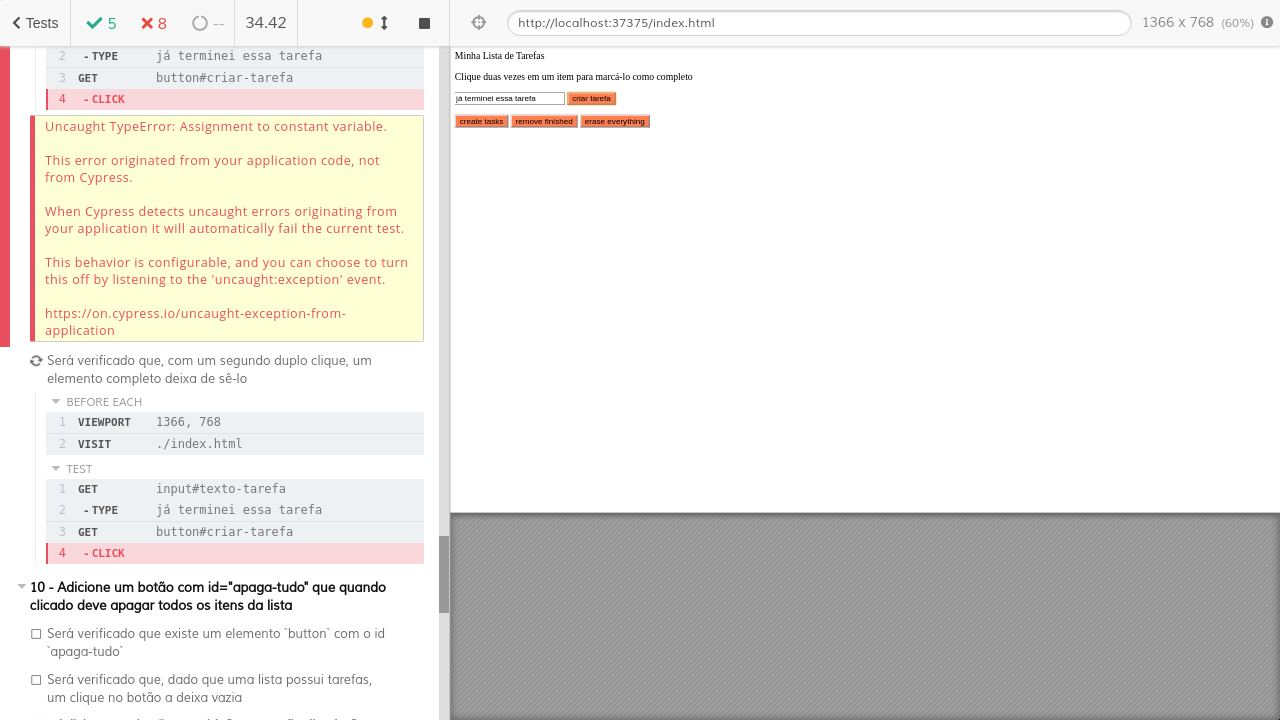 Tests
5
8
--
34.42
http://localhost:37375/index.html
1366 x 768 (60%)
2 - TYPE já terminei essa tarefa
3 GET button#criar-tarefa
4 - CLICK
Uncaught TypeError: Assignment to constant variable.
This error originated from your application code, not
from Cypress.
When Cypress detects uncaught errors originating from
your application it will automatically fail the current test.
This behavior is configurable, and you can choose to turn
this off by listening to the 'uncaught:exception' event.
https://on.cypress.io/uncaught-exception-from-
application
Será verificado que, com um segundo duplo clique, um
elemento completo deixa de sê-lo
BEFORE EACH
1 VIEWPORT 1366, 768
2 VISIT ./index.html
TEST
1 GET input#texto-tarefa
2 - TYPE já terminei essa tarefa
3 GET button#criar-tarefa
4 - CLICK
10 - Adicione um botão com id="apaga-tudo" que quando
clicado deve apagar todos os itens da lista
Será verificado que existe um elemento `button` com o id
`apaga-tudo`
Será verificado que, dado que uma lista possui tarefas,
um clique no botão a deixa vazia
Minha Lista de Tarefas
Clique duas vezes em um item para marcá-lo como completo
já terminei essa tarefa
criar tarefa
create tasks remove finished erase everything